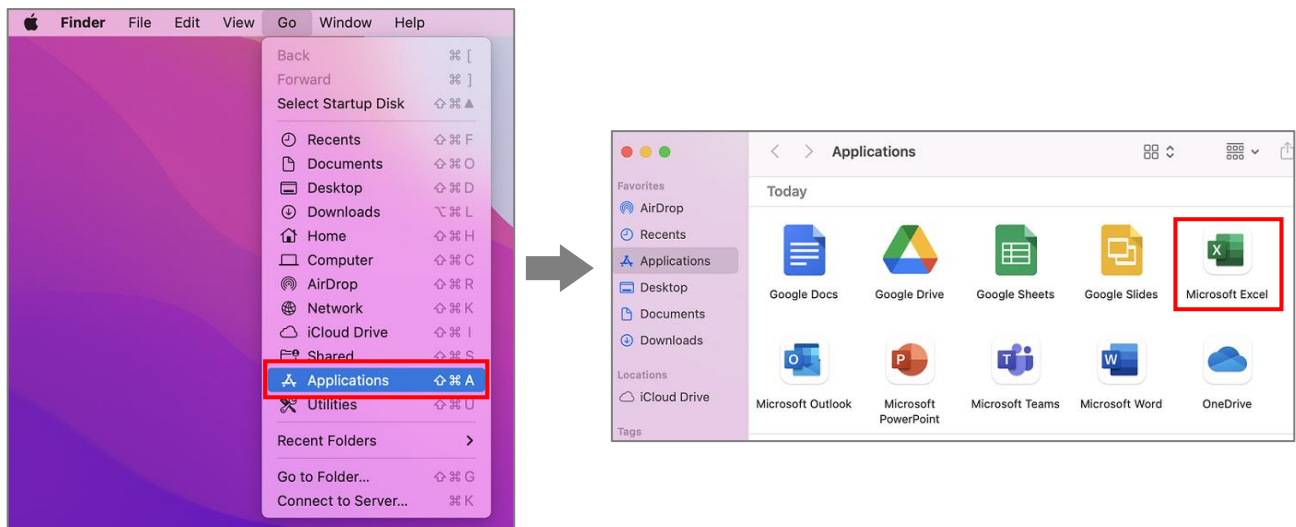 Finder File Edit View Go Window Help
Back ⌘ [
Forward ⌘ ]
Select Startup Disk ⇧⌘▲
Recents ⇧⌘F
Documents ⇧⌘O
Desktop ⇧⌘D
Downloads ⌥⌘L
Home ⇧⌘H
Computer ⇧⌘C
AirDrop ⇧⌘R
Network ⇧⌘K
iCloud Drive ⇧⌘I
Shared ⇧⌘S
Applications ⇧⌘A
Utilities ⇧⌘U
Recent Folders
Go to Folder... ⇧⌘G
Connect to Server... ⌘K
Applications
Favorites
AirDrop
Recents
Applications
Desktop
Documents
Downloads
Locations
iCloud Drive
Tags
Today
Google Docs Google Drive Google Sheets Google Slides Microsoft Excel
Microsoft Outlook Microsoft PowerPoint Microsoft Teams Microsoft Word OneDrive